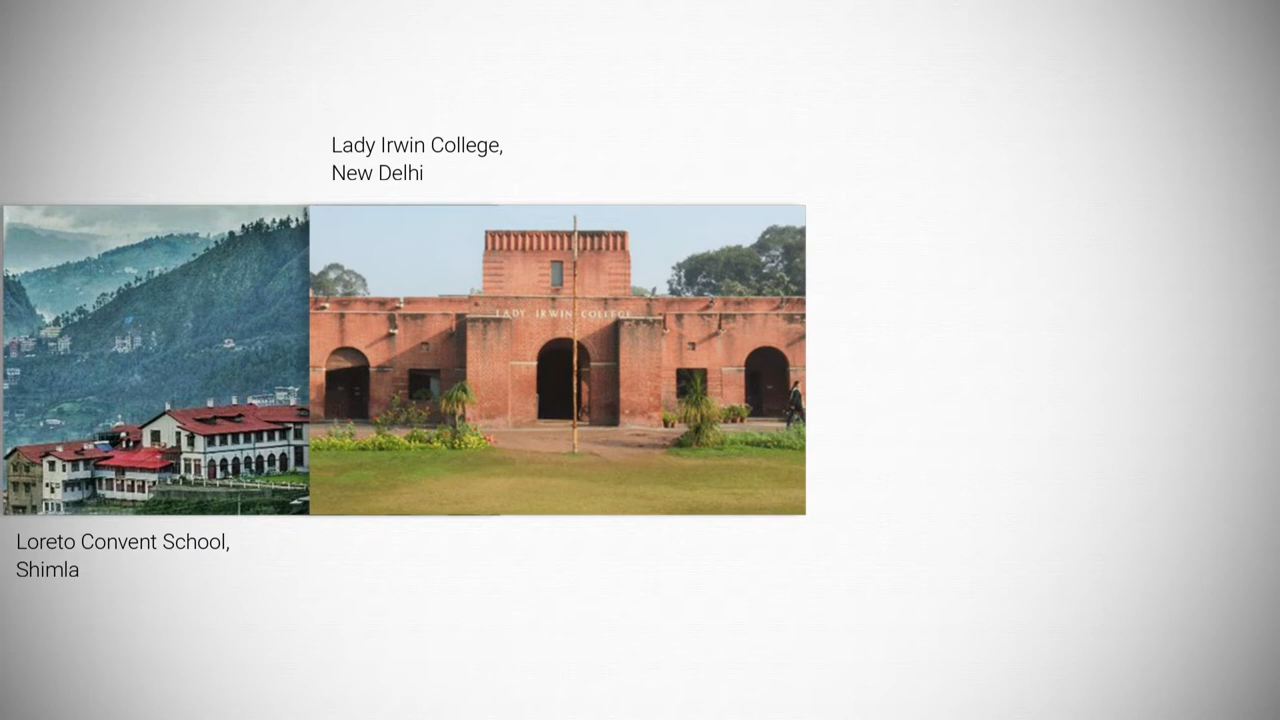 Lady Irwin College,
New Delhi
LADY IRWIN COLLEGE
Loreto Convent School,
Shimla